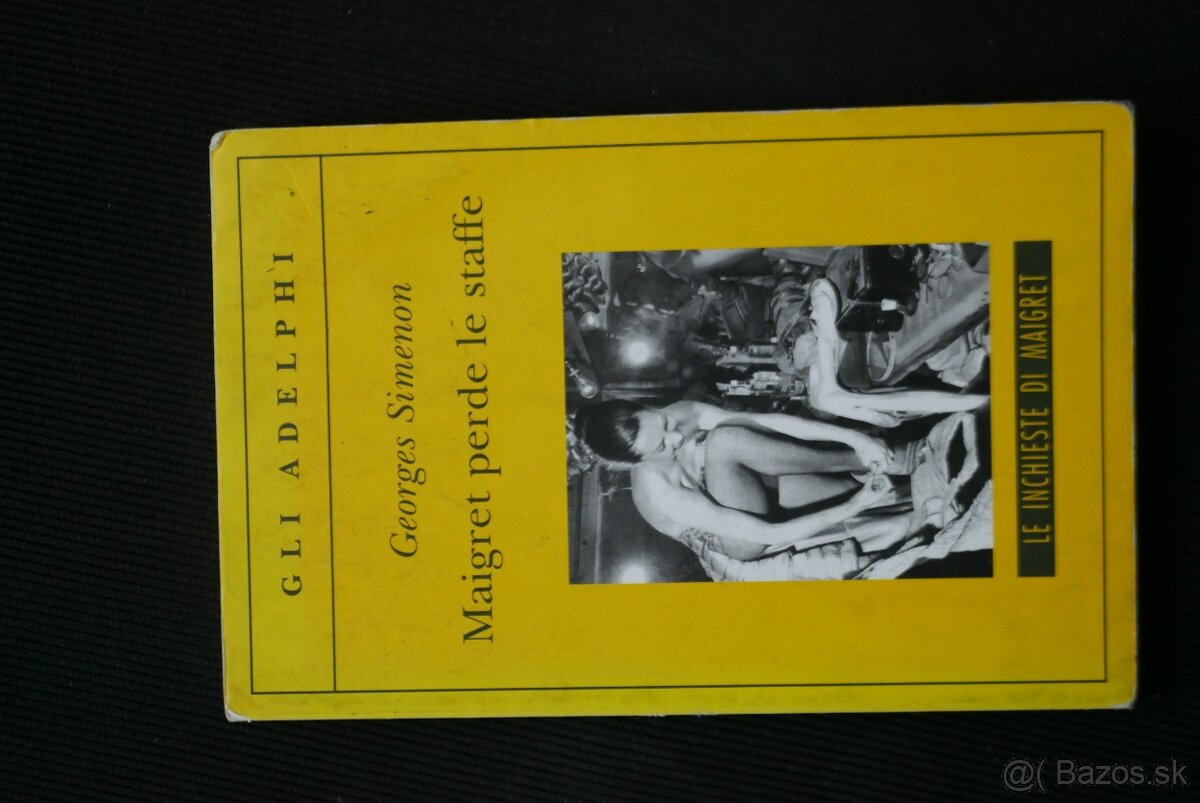 GLI ADELPHI
Georges Simenon
Maigret perde le staffe
LE INCHIESTE DI MAIGRET
@( Bazos.sk